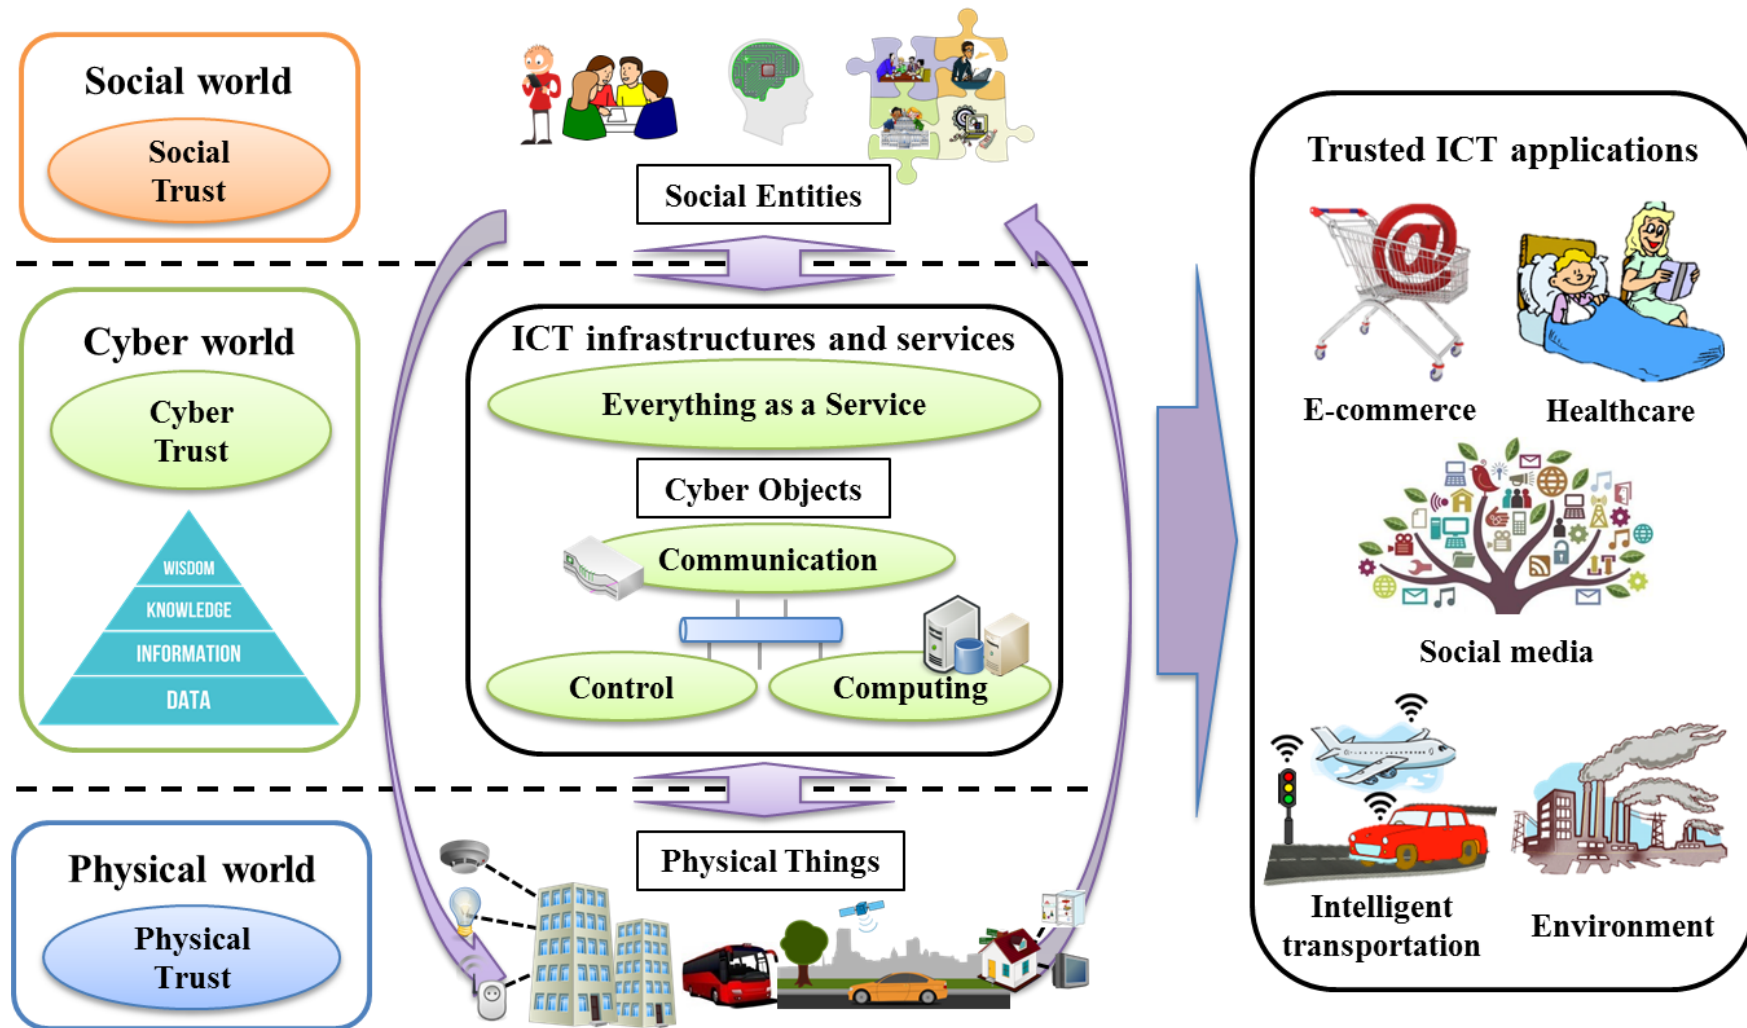 Social world
Social
Trust
Social Entities
Cyber world
Cyber
Trust
WISDOM
KNOWLEDGE
INFORMATION
DATA
ICT infrastructures and services
Everything as a Service
Cyber Objects
Communication
Control
Computing
Physical world
Physical
Trust
Physical Things
Trusted ICT applications
@
E-commerce
Healthcare
Social media
Intelligent
transportation
Environment